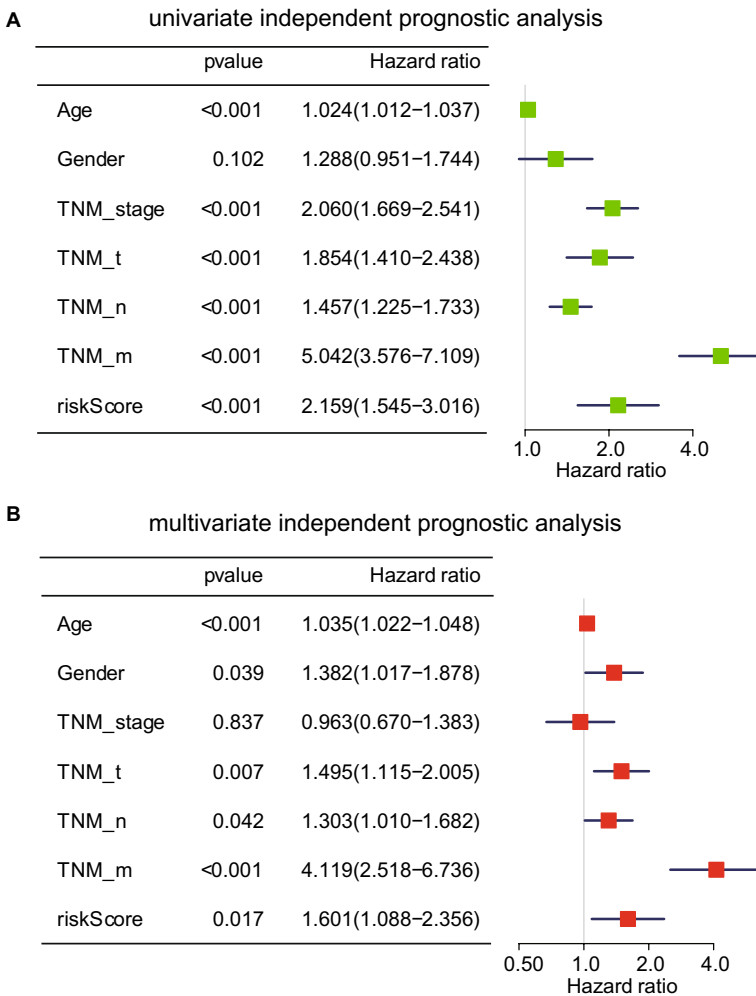 A
univariate independent prognostic analysis
pvalue Hazard ratio
Age <0.001 1.024(1.012−1.037)
Gender 0.102 1.288(0.951−1.744)
TNM_stage <0.001 2.060(1.669−2.541)
TNM_t <0.001 1.854(1.410−2.438)
TNM_n <0.001 1.457(1.225−1.733)
TNM_m <0.001 5.042(3.576−7.109)
riskScore <0.001 2.159(1.545−3.016)
1.0 2.0 4.0
Hazard ratio
B
multivariate independent prognostic analysis
pvalue Hazard ratio
Age <0.001 1.035(1.022−1.048)
Gender 0.039 1.382(1.017−1.878)
TNM_stage 0.837 0.963(0.670−1.383)
TNM_t 0.007 1.495(1.115−2.005)
TNM_n 0.042 1.303(1.010−1.682)
TNM_m <0.001 4.119(2.518−6.736)
riskScore 0.017 1.601(1.088−2.356)
0.50 1.0 2.0 4.0
Hazard ratio